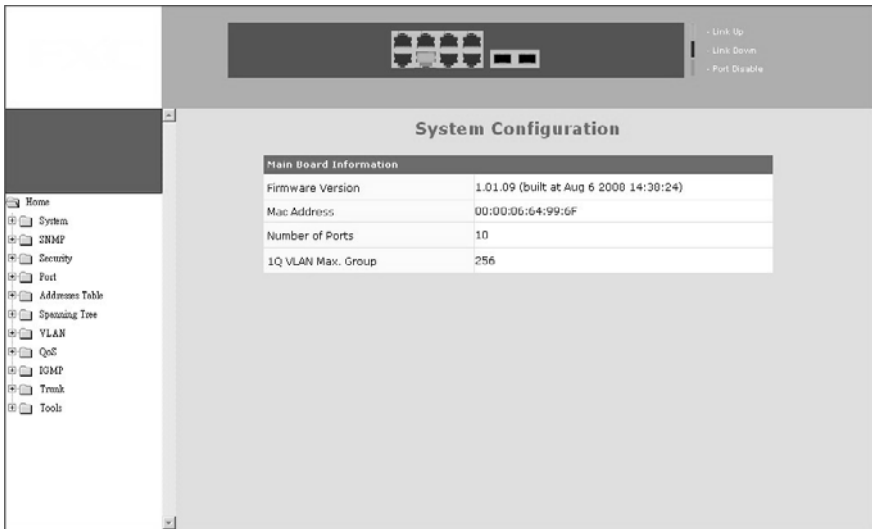 - Link Up
- Link Down
- Port Disable
Home
System
SNMP
Security
Port
Addresses Table
Spanning Tree
VLAN
QoS
IGMP
Trunk
Tools
System Configuration
Main Board Information
Firmware Version 1.01.09 (built at Aug 6 2008 14:38:24)
Mac Address 00:00:06:64:99:6F
Number of Ports 10
1Q VLAN Max. Group 256